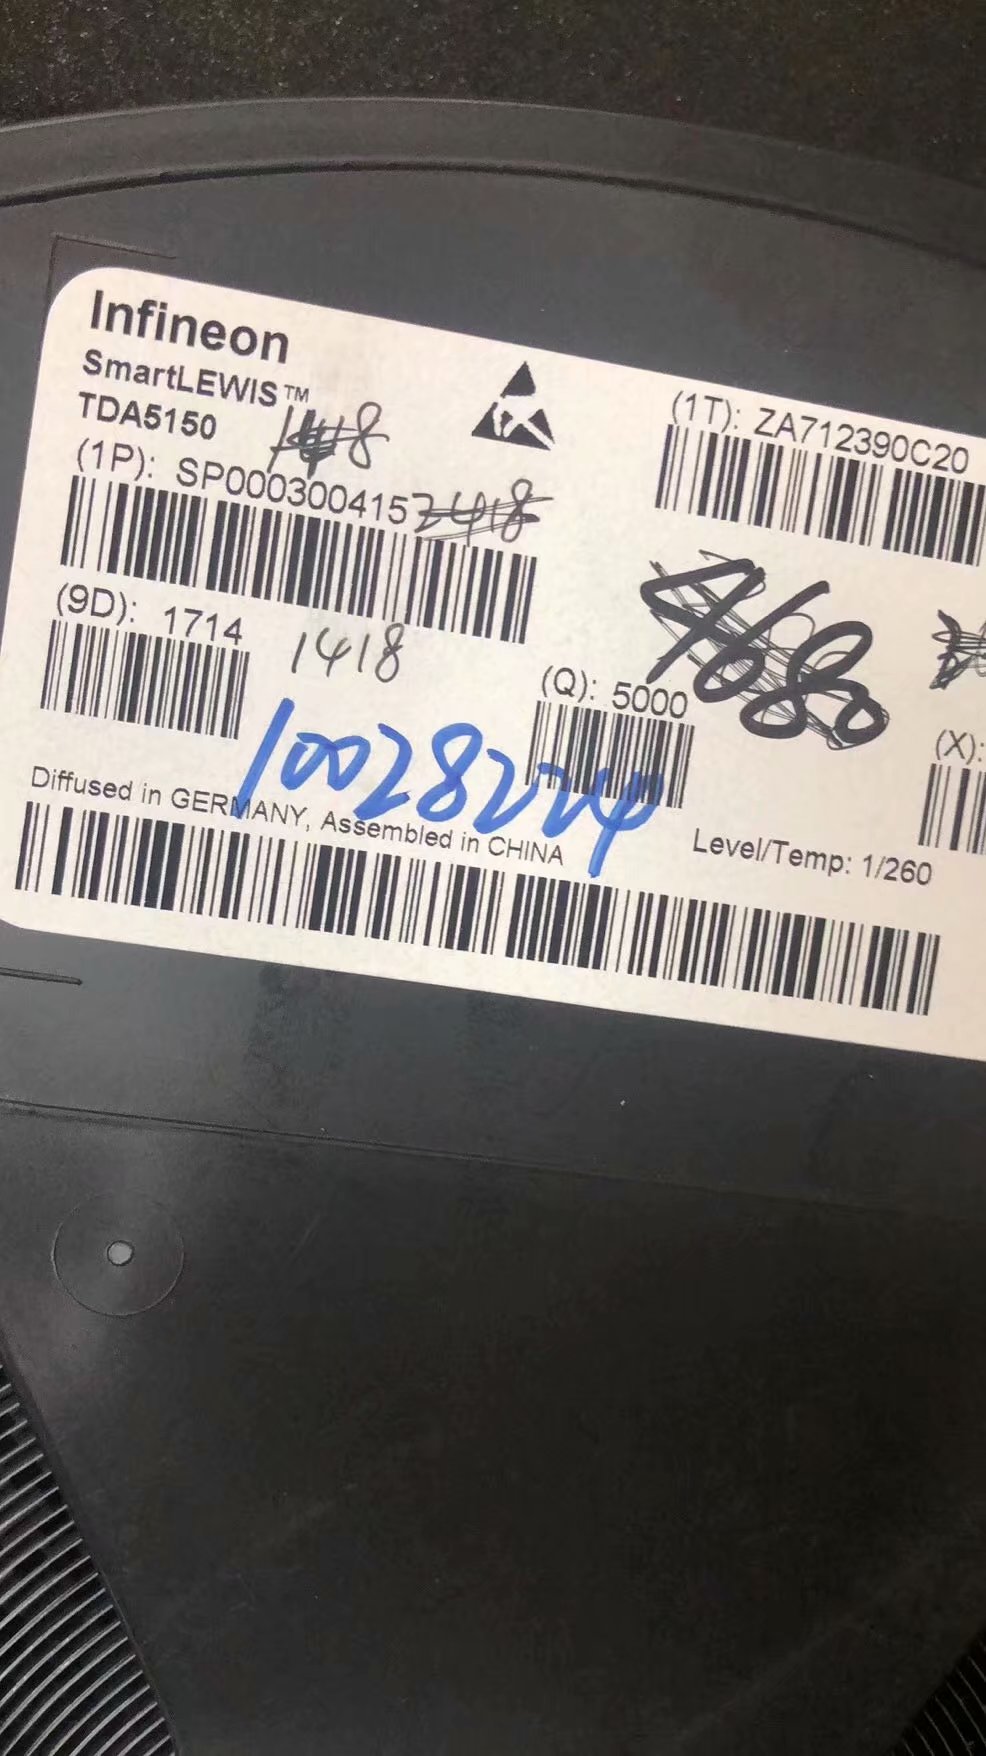 Infineon
SmartLEWIS™
TDA5150
(1P): SP000300415
(9D): 1714
1418
(1T): ZA712390C20
4680
(Q): 5000
(X):
10028224
Diffused in GERMANY, Assembled in CHINA
Level/Temp: 1/260